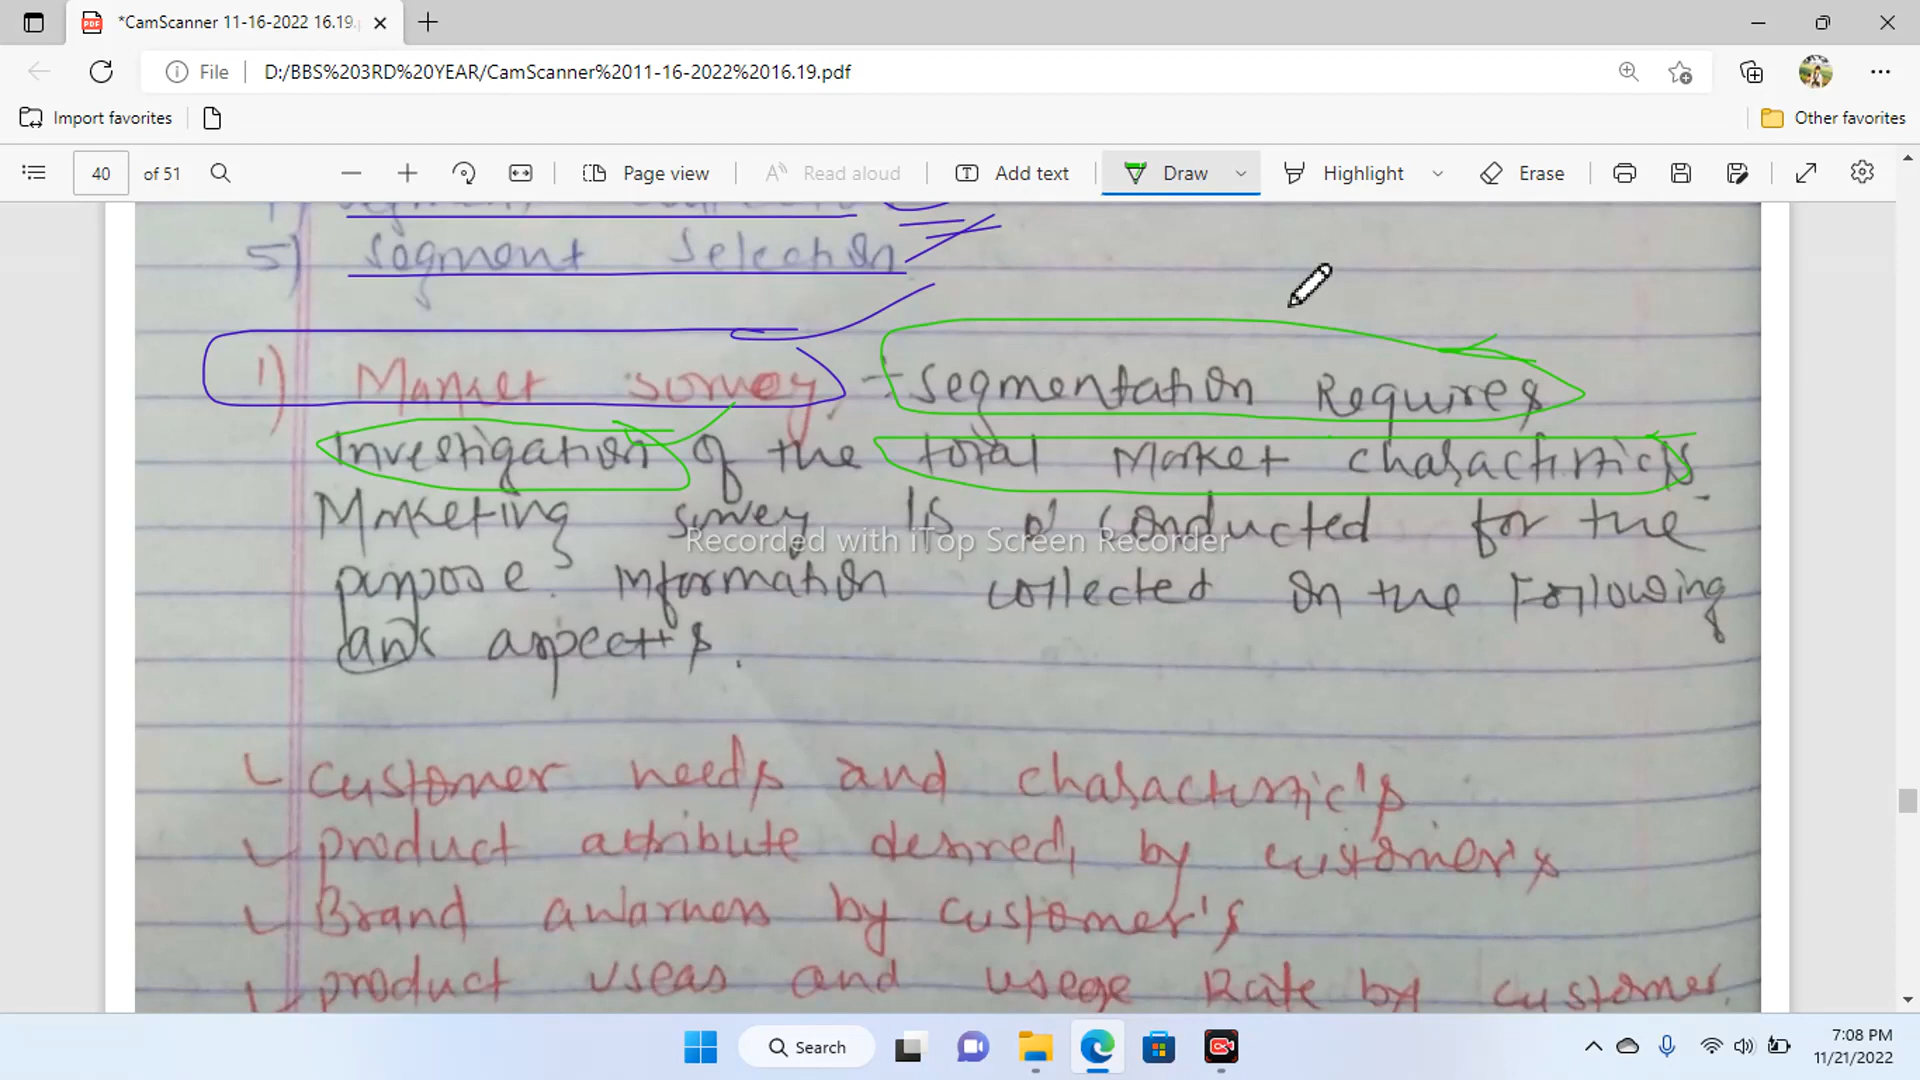 *CamScanner 11-16-2022 16.19.
File D:/BBS%203RD%20YEAR/CamScanner%2011-16-2022%2016.19.pdf
Import favorites
Other favorites
40 of 51 Page view Read aloud Add text Draw Highlight Erase
5) Segment Selection
1) Market survey :- Segmentation Requires
Investigation of the total Market charactirstics
Marketing survey is conducted for the
purpose. Information collected on the Following
aspects.
Recorded with iTop Screen Recorder
Customer needs and characterstic's
product attribute desired by customer's
Brand awarness by customer's
product useas and usege Rate by customer.
Search
7:08 PM
11/21/2022